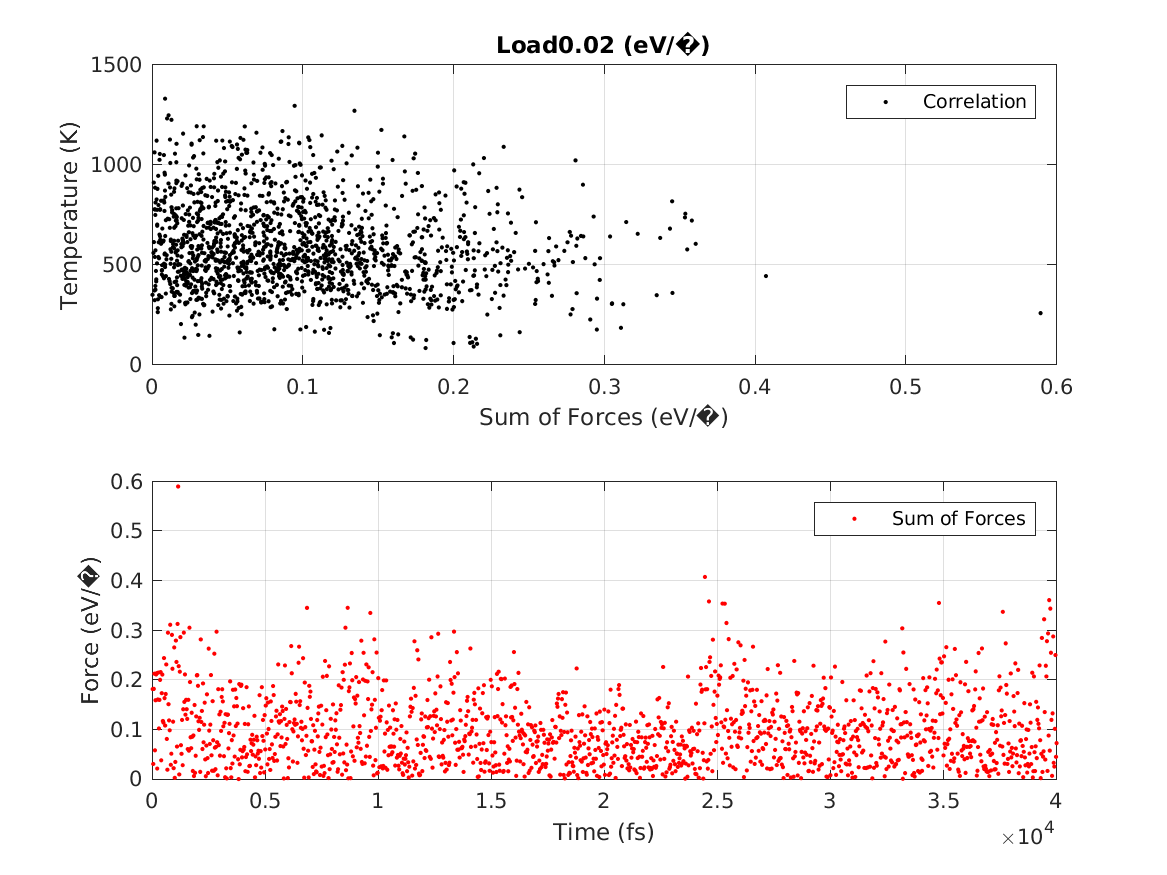 Load0.02 (eV/�)
1500
1000
500
0
Temperature (K)
Correlation
0 0.1 0.2 0.3 0.4 0.5 0.6
Sum of Forces (eV/�)
0.6
0.5
0.4
0.3
0.2
0.1
0
Force (eV/�)
Sum of Forces
0 0.5 1 1.5 2 2.5 3 3.5 4
Time (fs)
×10⁴